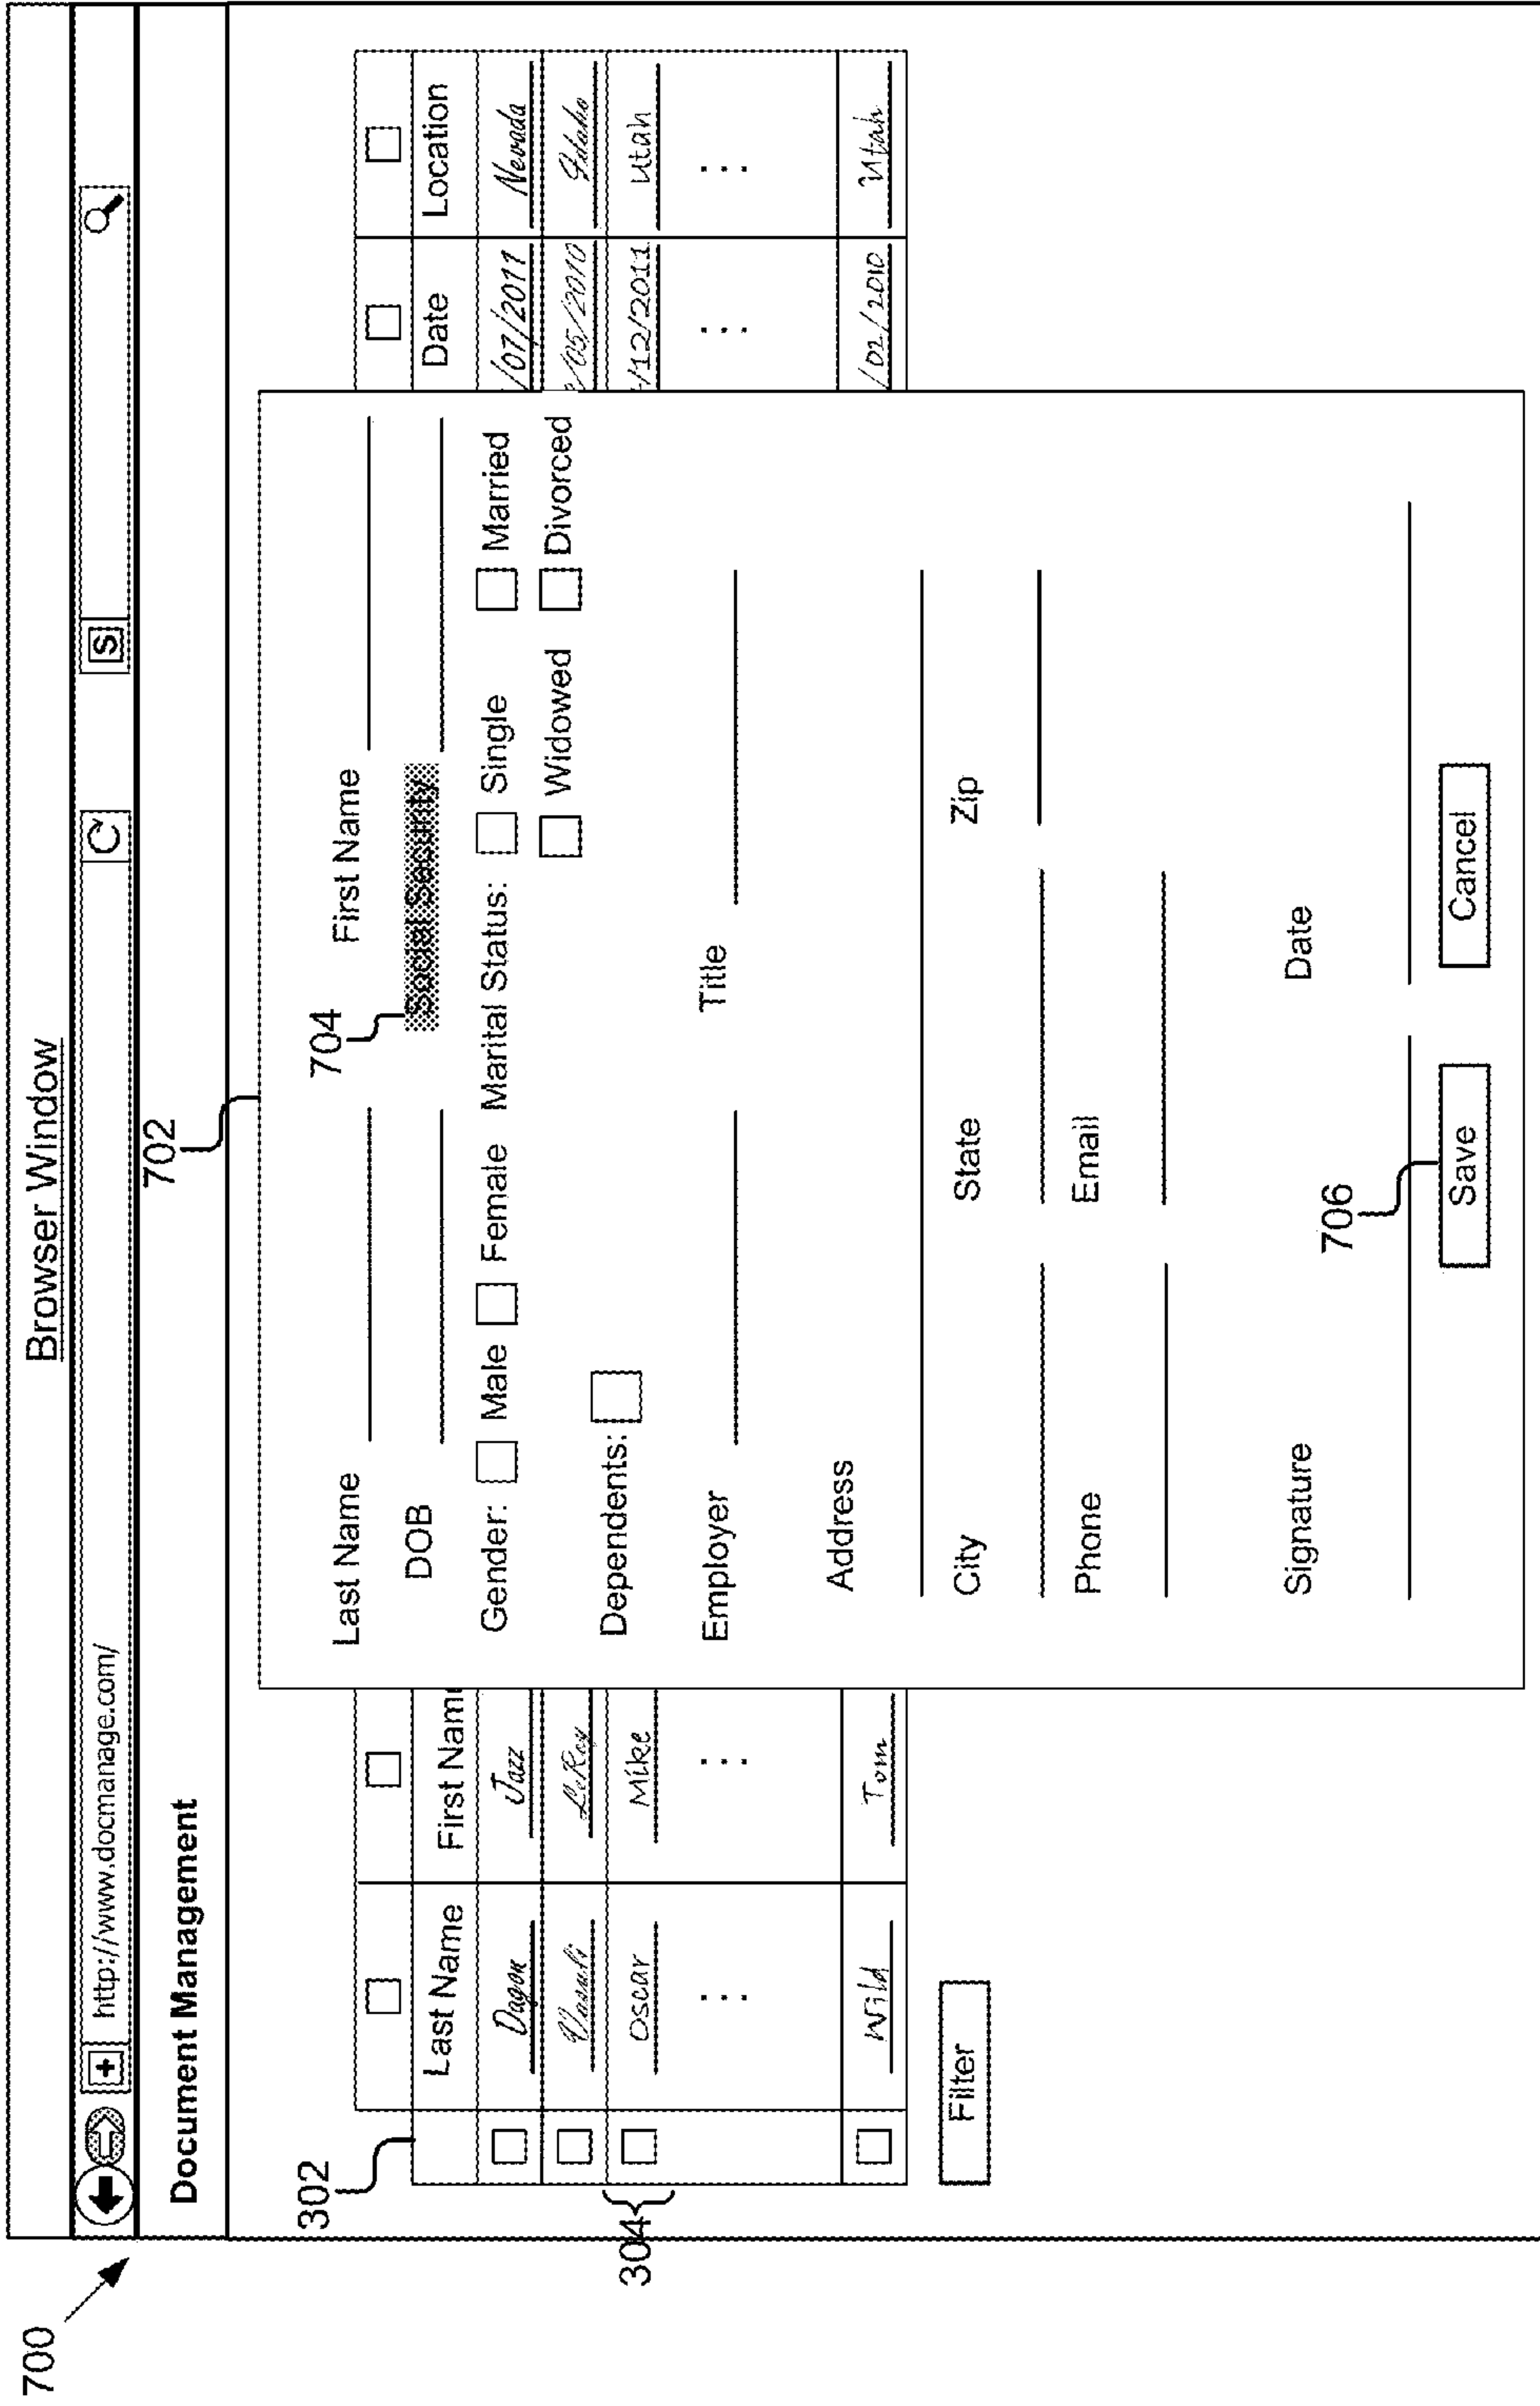 700
Browser Window
http://www.docmanage.com/ S
Document Management
702
302
304
Last Name First Nam Date Location
Dagon Jazz /07/2011 Nevada
Vasuli LeRoy /05/2010 Idaho
Oscar Mike /12/2011 Utah
... ... ... ...
Wild Tom /02/2010 Utah
Filter
Last Name First Name
704
DOB Social Security
Gender: Male Female Marital Status: Single Married
Widowed Divorced
Dependents:
Employer Title
Address
City State Zip
Phone Email
Signature Date
706
Save Cancel